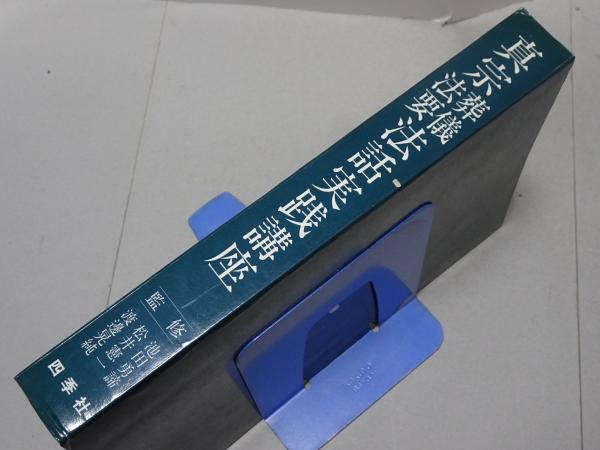 真宗
葬儀
法要
法話実践講座
監修
池田勇諦
松井憲一
渡邊晃純
四季社